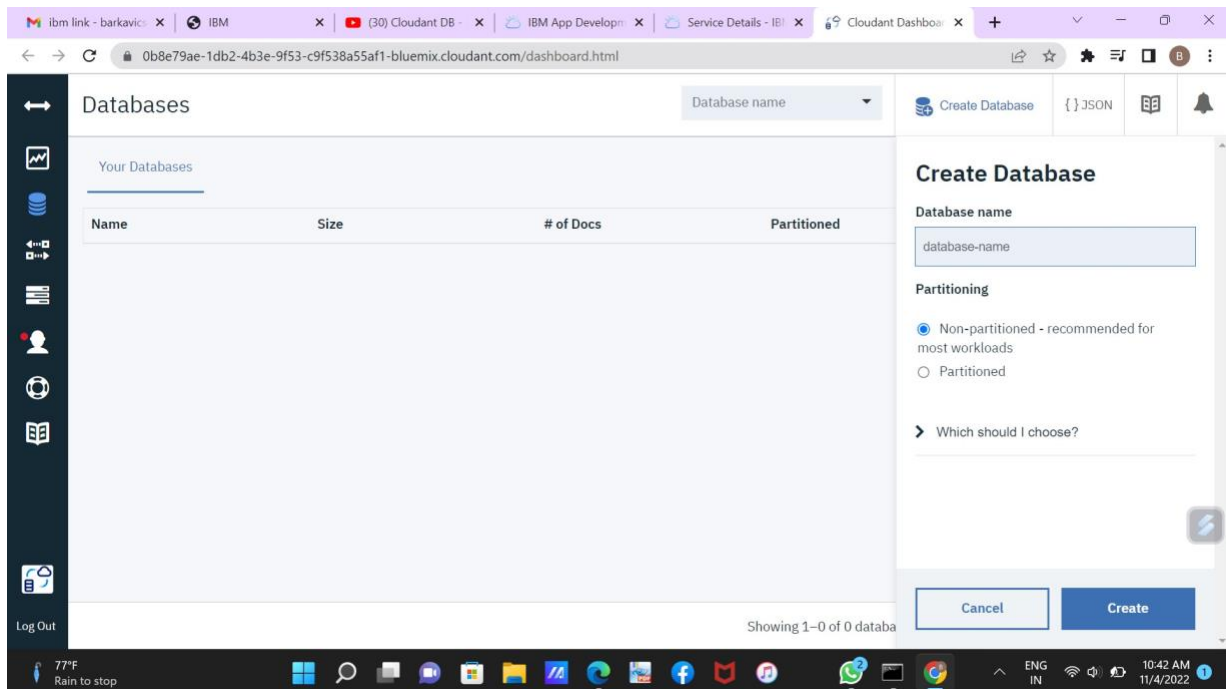 ibm link - barkavics
IBM
(30) Cloudant DB -
IBM App Developm
Service Details - IBM
Cloudant Dashboar
0b8e79ae-1db2-4b3e-9f53-c9f538a55af1-bluemix.cloudant.com/dashboard.html
B
Databases
Database name
Create Database
{ } JSON
Your Databases
Name Size # of Docs Partitioned
Create Database
Database name
database-name
Partitioning
Non-partitioned - recommended for
most workloads
Partitioned
Which should I choose?
Cancel
Create
Log Out
Showing 1–0 of 0 databa
77°F
Rain to stop
2
ENG
IN
10:42 AM
11/4/2022
1